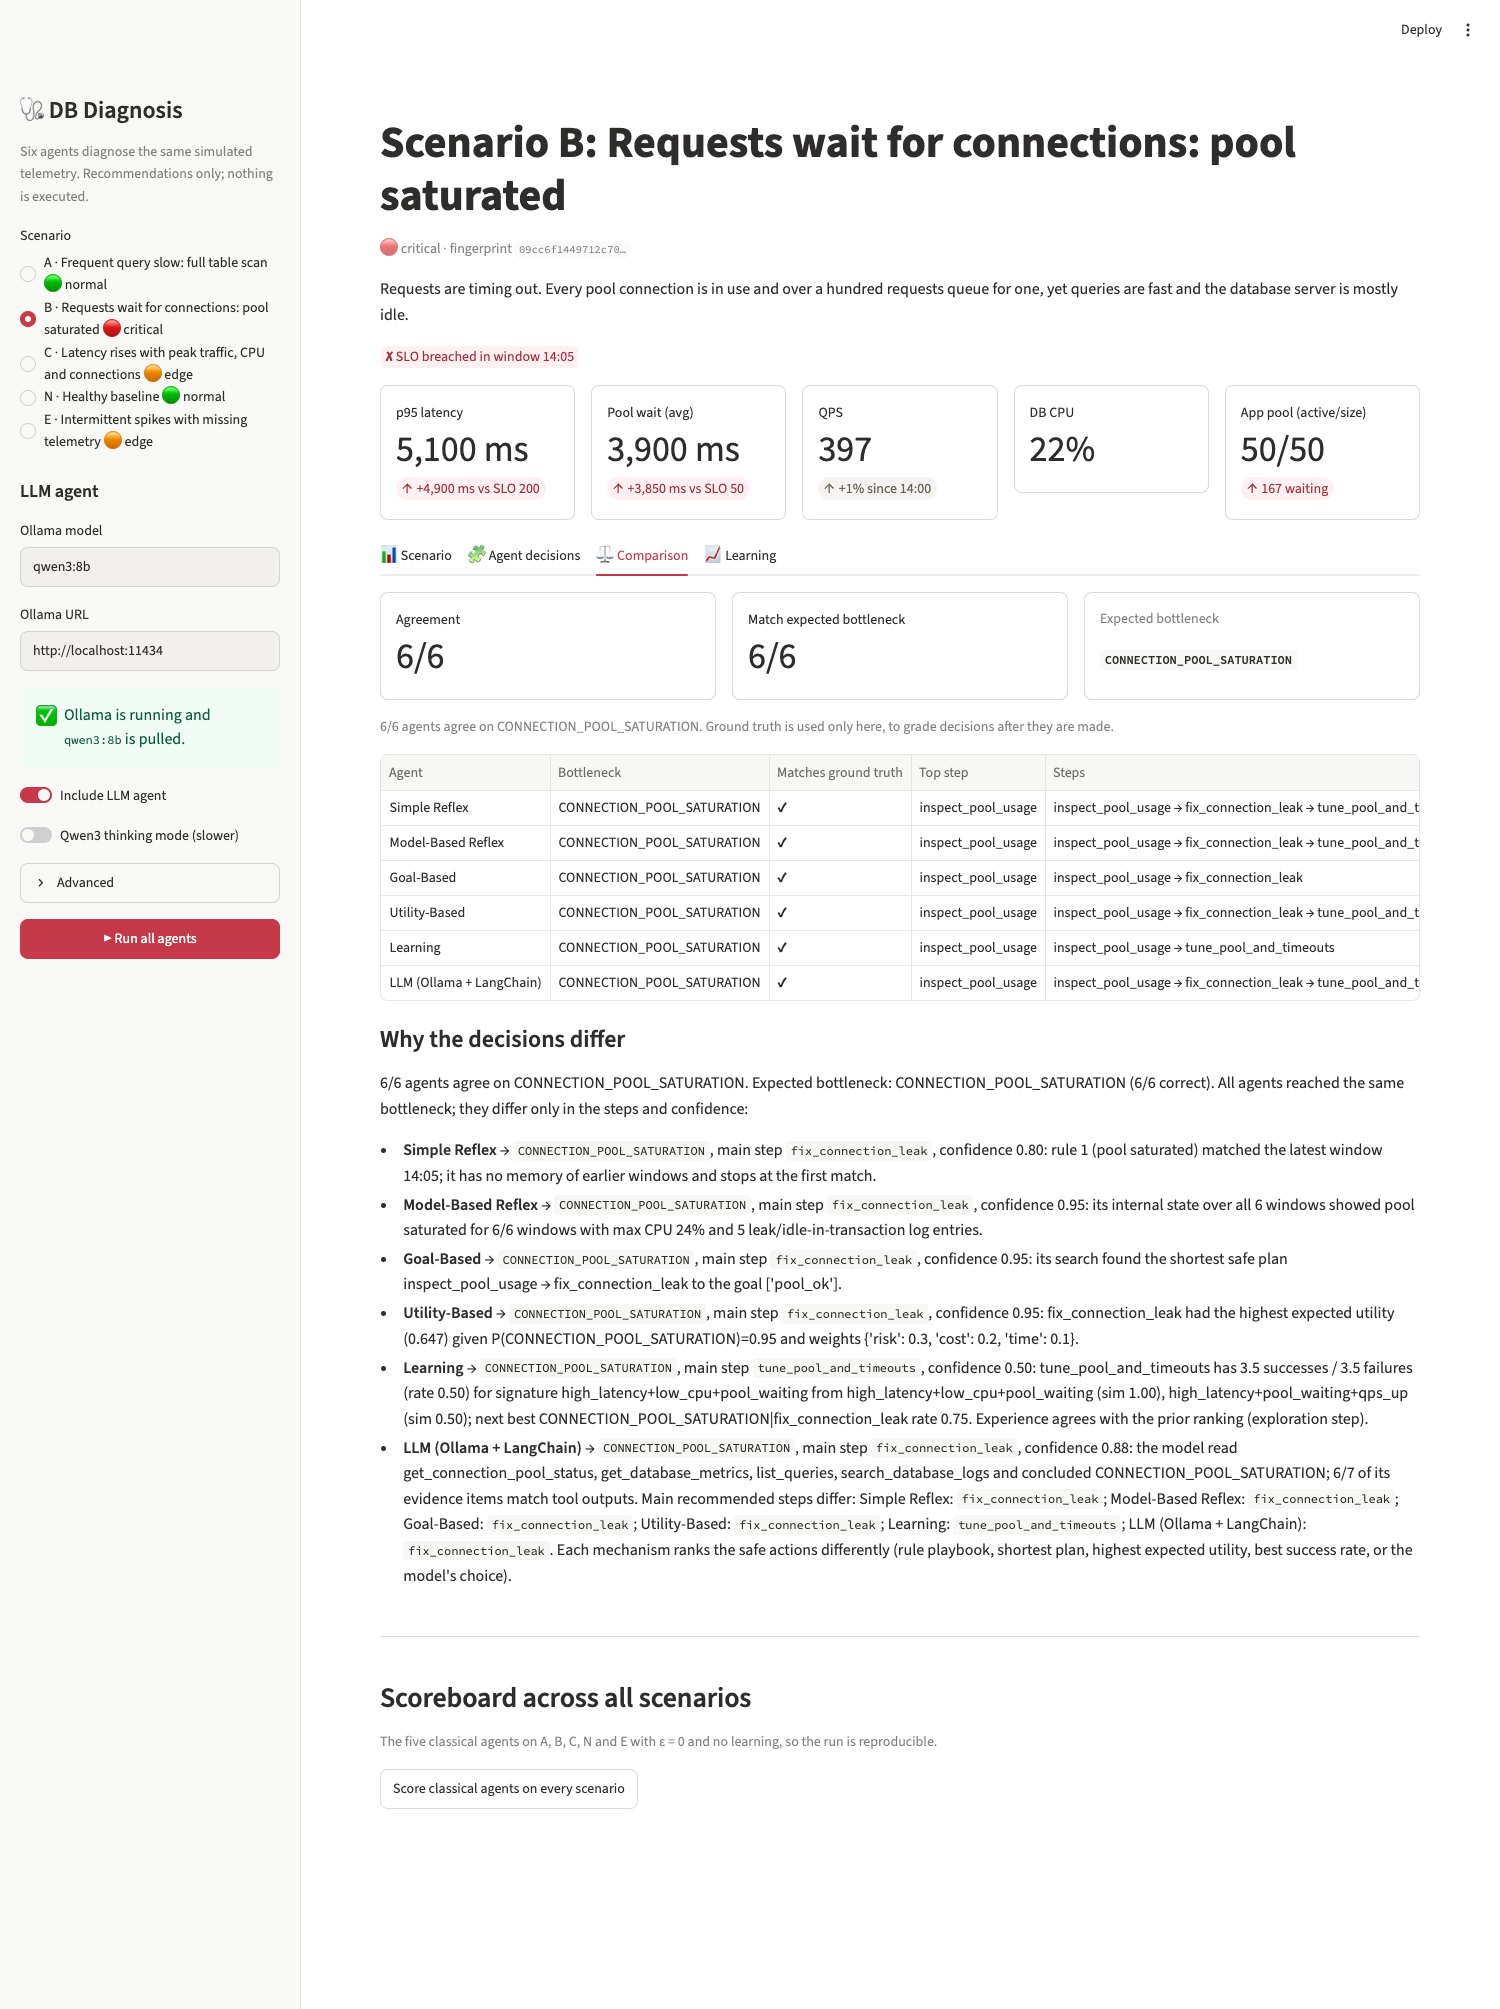 Deploy
DB Diagnosis
Six agents diagnose the same simulated
telemetry. Recommendations only; nothing
is executed.
Scenario
A · Frequent query slow: full table scan
normal
B · Requests wait for connections: pool
saturated critical
C · Latency rises with peak traffic, CPU
and connections edge
N · Healthy baseline normal
E · Intermittent spikes with missing
telemetry edge
LLM agent
Ollama model
qwen3:8b
Ollama URL
http://localhost:11434
Ollama is running and
qwen3:8b is pulled.
Include LLM agent
Qwen3 thinking mode (slower)
Advanced
Run all agents
Scenario B: Requests wait for connections: pool
saturated
critical · fingerprint 09cc6f1449712c70…
Requests are timing out. Every pool connection is in use and over a hundred requests queue for one, yet queries are fast and the database server is mostly
idle.
✗ SLO breached in window 14:05
p95 latency
5,100 ms
↑ +4,900 ms vs SLO 200
Pool wait (avg)
3,900 ms
↑ +3,850 ms vs SLO 50
QPS
397
↑ +1% since 14:00
DB CPU
22%
App pool (active/size)
50/50
↑ 167 waiting
Scenario Agent decisions Comparison Learning
Agreement
6/6
Match expected bottleneck
6/6
Expected bottleneck
CONNECTION_POOL_SATURATION
6/6 agents agree on CONNECTION_POOL_SATURATION. Ground truth is used only here, to grade decisions after they are made.
Agent Bottleneck Matches ground truth Top step Steps
Simple Reflex CONNECTION_POOL_SATURATION ✓ inspect_pool_usage inspect_pool_usage → fix_connection_leak → tune_pool_and_t
Model-Based Reflex CONNECTION_POOL_SATURATION ✓ inspect_pool_usage inspect_pool_usage → fix_connection_leak → tune_pool_and_t
Goal-Based CONNECTION_POOL_SATURATION ✓ inspect_pool_usage inspect_pool_usage → fix_connection_leak
Utility-Based CONNECTION_POOL_SATURATION ✓ inspect_pool_usage inspect_pool_usage → fix_connection_leak → tune_pool_and_t
Learning CONNECTION_POOL_SATURATION ✓ inspect_pool_usage inspect_pool_usage → tune_pool_and_timeouts
LLM (Ollama + LangChain) CONNECTION_POOL_SATURATION ✓ inspect_pool_usage inspect_pool_usage → fix_connection_leak → tune_pool_and_t
Why the decisions differ
6/6 agents agree on CONNECTION_POOL_SATURATION. Expected bottleneck: CONNECTION_POOL_SATURATION (6/6 correct). All agents reached the same
bottleneck; they differ only in the steps and confidence:
• Simple Reflex → CONNECTION_POOL_SATURATION , main step fix_connection_leak , confidence 0.80: rule 1 (pool saturated) matched the latest window
14:05; it has no memory of earlier windows and stops at the first match.
• Model-Based Reflex → CONNECTION_POOL_SATURATION , main step fix_connection_leak , confidence 0.95: its internal state over all 6 windows showed pool
saturated for 6/6 windows with max CPU 24% and 5 leak/idle-in-transaction log entries.
• Goal-Based → CONNECTION_POOL_SATURATION , main step fix_connection_leak , confidence 0.95: its search found the shortest safe plan
inspect_pool_usage → fix_connection_leak to the goal ['pool_ok'].
• Utility-Based → CONNECTION_POOL_SATURATION , main step fix_connection_leak , confidence 0.95: fix_connection_leak had the highest expected utility
(0.647) given P(CONNECTION_POOL_SATURATION)=0.95 and weights {'risk': 0.3, 'cost': 0.2, 'time': 0.1}.
• Learning → CONNECTION_POOL_SATURATION , main step tune_pool_and_timeouts , confidence 0.50: tune_pool_and_timeouts has 3.5 successes / 3.5 failures
(rate 0.50) for signature high_latency+low_cpu+pool_waiting from high_latency+low_cpu+pool_waiting (sim 1.00), high_latency+pool_waiting+qps_up
(sim 0.50); next best CONNECTION_POOL_SATURATION|fix_connection_leak rate 0.75. Experience agrees with the prior ranking (exploration step).
• LLM (Ollama + LangChain) → CONNECTION_POOL_SATURATION , main step fix_connection_leak , confidence 0.88: the model read
get_connection_pool_status, get_database_metrics, list_queries, search_database_logs and concluded CONNECTION_POOL_SATURATION; 6/7 of its
evidence items match tool outputs. Main recommended steps differ: Simple Reflex: fix_connection_leak ; Model-Based Reflex: fix_connection_leak ;
Goal-Based: fix_connection_leak ; Utility-Based: fix_connection_leak ; Learning: tune_pool_and_timeouts ; LLM (Ollama + LangChain):
fix_connection_leak . Each mechanism ranks the safe actions differently (rule playbook, shortest plan, highest expected utility, best success rate, or the
model's choice).
Scoreboard across all scenarios
The five classical agents on A, B, C, N and E with ε = 0 and no learning, so the run is reproducible.
Score classical agents on every scenario